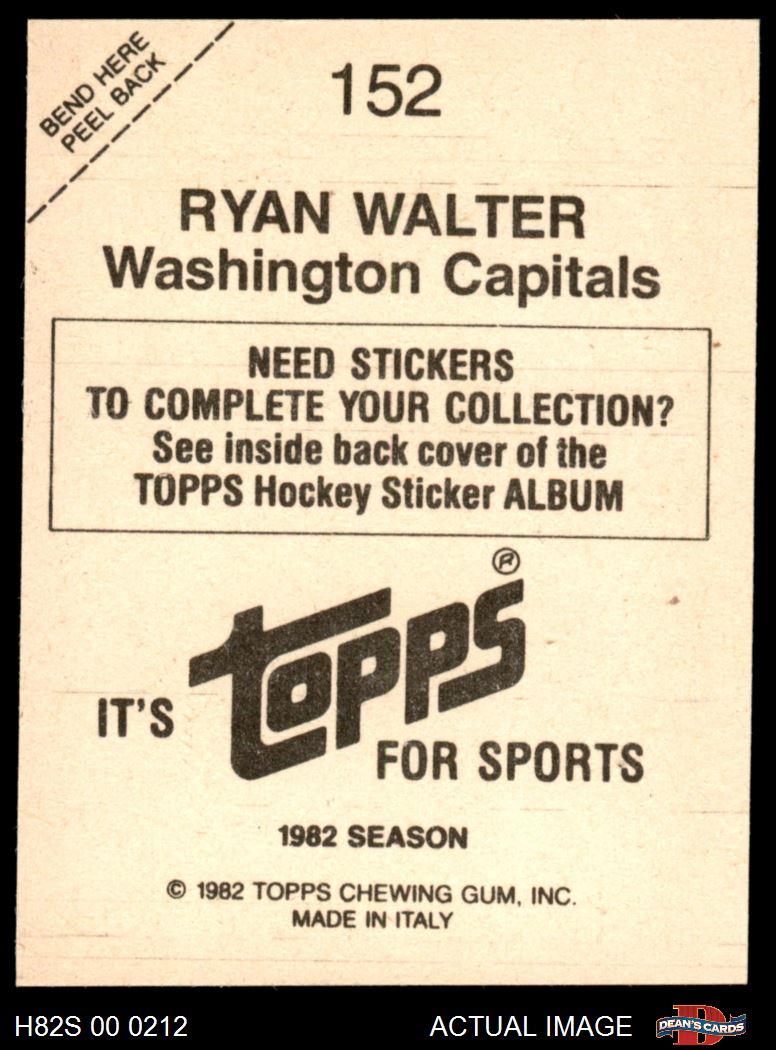 BEND HERE
PEEL BACK
152
RYAN WALTER
Washington Capitals
NEED STICKERS
TO COMPLETE YOUR COLLECTION?
See inside back cover of the
TOPPS Hockey Sticker ALBUM
®
IT'S topps FOR SPORTS
1982 SEASON
© 1982 TOPPS CHEWING GUM, INC.
MADE IN ITALY
H82S 00 0212 ACTUAL IMAGE D DEAN'S CARDS